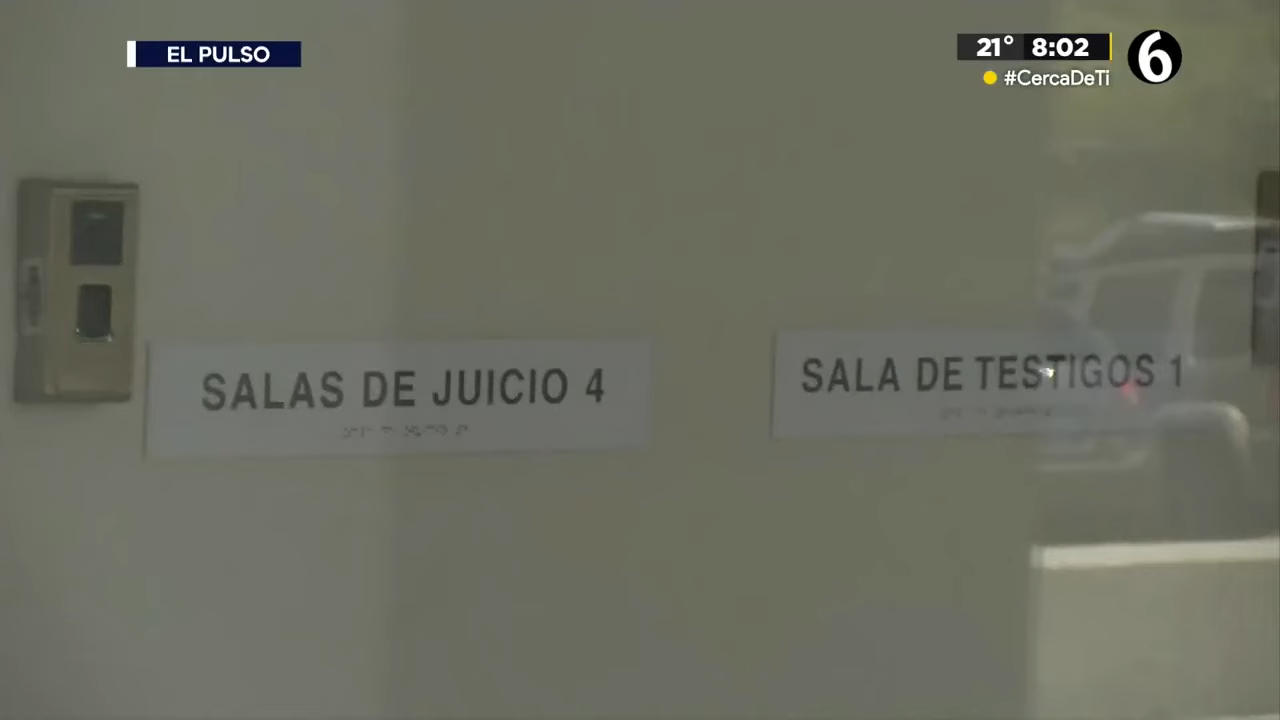 EL PULSO
21° 8:02
#CercaDeTi
6
SALAS DE JUICIO 4
SALA DE TESTIGOS 1